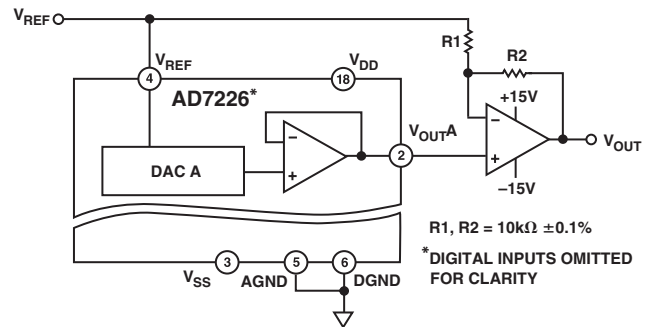 VREF
R1
VREF
VDD
R2
4
18
AD7226*
+15V
–
VOUTA
–
VOUT
DAC A
+
2
+
–15V
R1, R2 = 10kΩ ±0.1%
3
5
6
*DIGITAL INPUTS OMITTED
FOR CLARITY
VSS
AGND
DGND